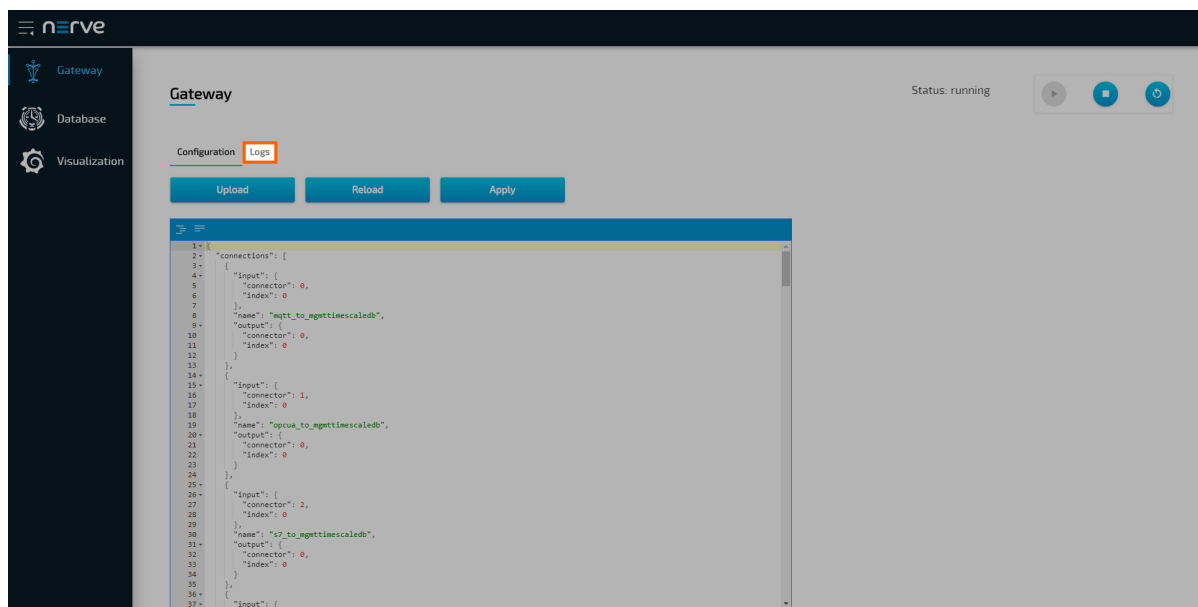 nerve
Gateway
Database
Visualization
Gateway
Status: running
Configuration Logs
Upload Reload Apply
1 {
2 "connections": [
3 {
4 "input": {
5 "connector": 0,
6 "index": 0
7 },
8 "name": "mqtt_to_mgmttimescaledb",
9 "output": {
10 "connector": 0,
11 "index": 0
12 }
13 },
14 {
15 "input": {
16 "connector": 1,
17 "index": 0
18 },
19 "name": "opcua_to_mgmttimescaledb",
20 "output": {
21 "connector": 0,
22 "index": 0
23 }
24 },
25 {
26 "input": {
27 "connector": 2,
28 "index": 0
29 },
30 "name": "s7_to_mgmttimescaledb",
31 "output": {
32 "connector": 0,
33 "index": 0
34 }
35 },
36 {
37 "input": {